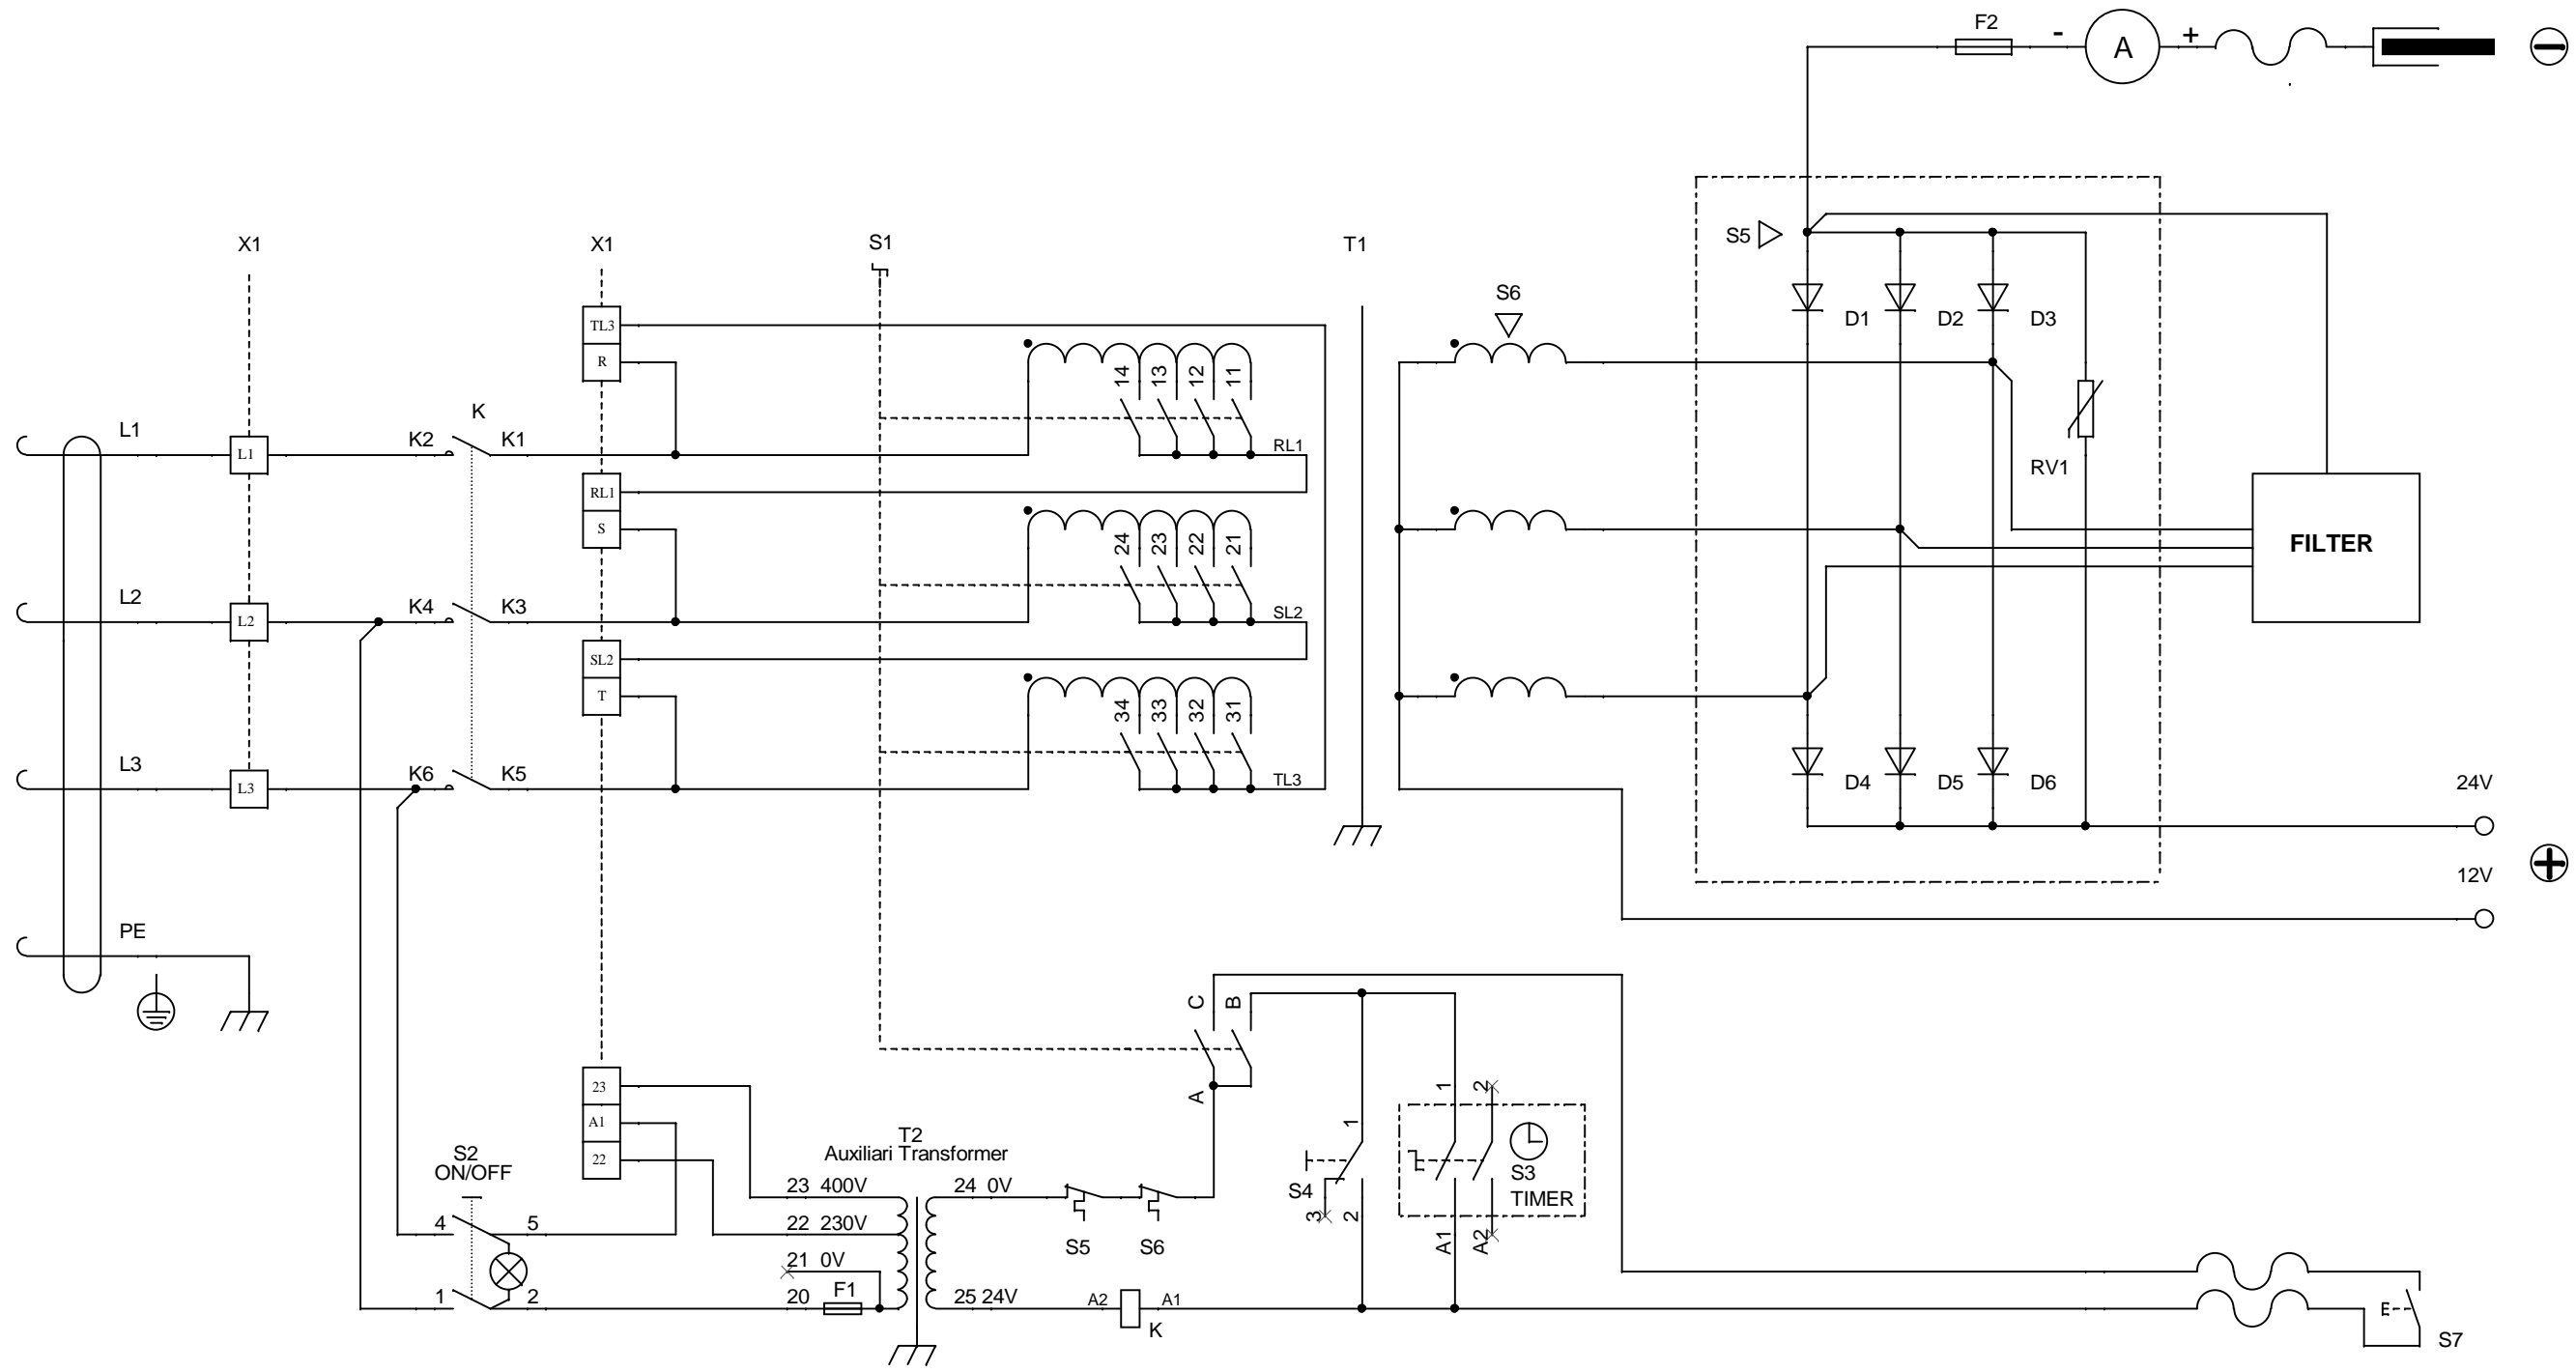 F2
- A +
X1 X1 S1 T1
S5
S6
TL3
R
D1 D2 D3
14 13 12 11
K
L1 L1 K2 K1 RL1
RV1
RL1
S
FILTER
24 23 22 21
L2 L2 K4 K3 SL2
SL2
T
34 33 32 31
L3 L3 K6 K5 TL3
D4 D5 D6
24V
12V
PE
C B
23
A
A1
22
1 1 2
T2
Auxiliari Transformer
S2
ON/OFF
S3
TIMER
S4
3 2
23 400V
24 0V
4 5
22 230V
S5 S6
A1 A2
21 0V
F1
1 2
20
25 24V
A2 A1
K
E
S7